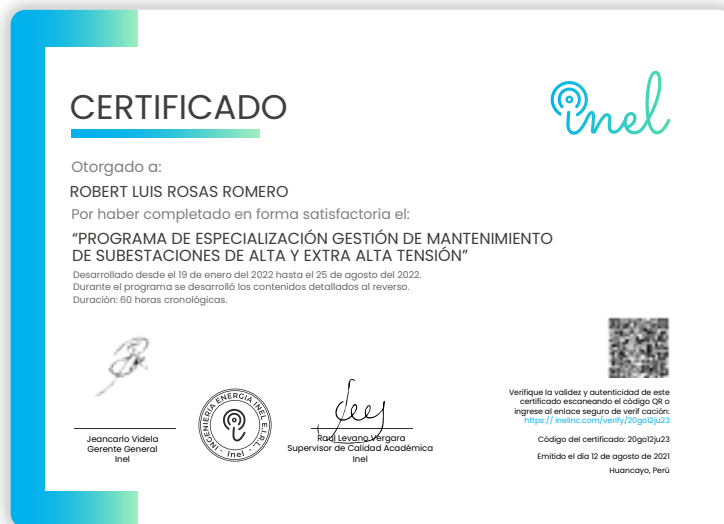 CERTIFICADO
inel
Otorgado a:
ROBERT LUIS ROSAS ROMERO
Por haber completado en forma satisfactoria el:
“PROGRAMA DE ESPECIALIZACIÓN GESTIÓN DE MANTENIMIENTO
DE SUBESTACIONES DE ALTA Y EXTRA ALTA TENSIÓN”
Desarrollado desde el 19 de enero del 2022 hasta el 25 de agosto del 2022.
Durante el programa se desarrolló los contenidos detallados al reverso.
Duración: 60 horas cronológicas.
Jeancarlo Videla
Gerente General
Inel
INGENIERIA ENERGIA INEL E.I.R.L.
- Inel -
Raúl Levano Vergara
Supervisor de Calidad Académica
Inel
Verifique la validez y autenticidad de este
certificado escaneando el código QR o
ingrese al enlace seguro de verif cación:
https:// inelinc.com/verify/20go12ju23
Código del certificado: 20go12ju23
Emitido el día 12 de agosto de 2021
Huancayo, Perú